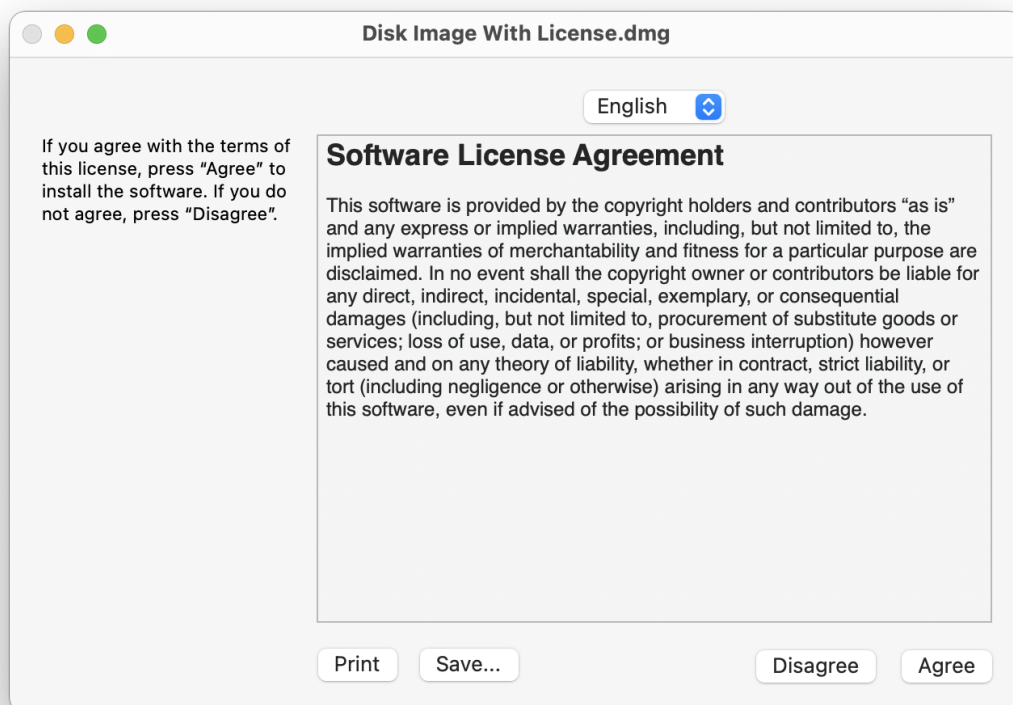 Disk Image With License.dmg
English
If you agree with the terms of
this license, press “Agree” to
install the software. If you do
not agree, press “Disagree”.
Software License Agreement
This software is provided by the copyright holders and contributors “as is”
and any express or implied warranties, including, but not limited to, the
implied warranties of merchantability and fitness for a particular purpose are
disclaimed. In no event shall the copyright owner or contributors be liable for
any direct, indirect, incidental, special, exemplary, or consequential
damages (including, but not limited to, procurement of substitute goods or
services; loss of use, data, or profits; or business interruption) however
caused and on any theory of liability, whether in contract, strict liability, or
tort (including negligence or otherwise) arising in any way out of the use of
this software, even if advised of the possibility of such damage.
Print
Save...
Disagree
Agree